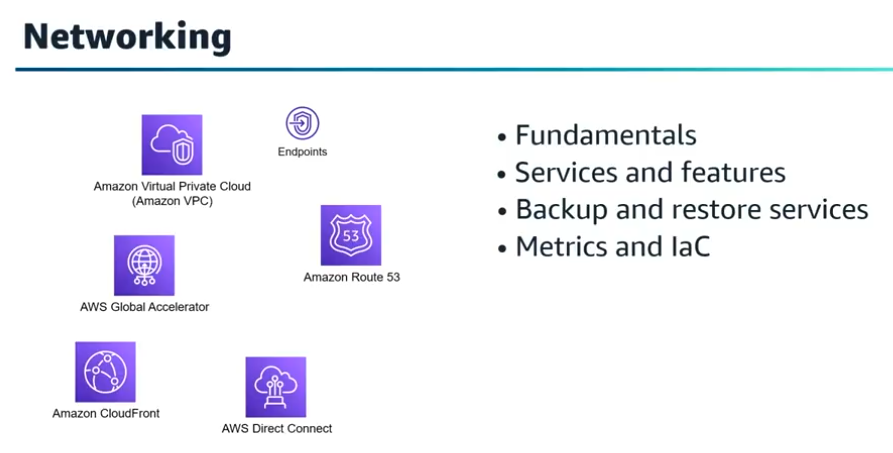 Networking
Endpoints
Amazon Virtual Private Cloud
(Amazon VPC)
53
Amazon Route 53
AWS Global Accelerator
Amazon CloudFront
AWS Direct Connect
• Fundamentals
• Services and features
• Backup and restore services
• Metrics and IaC